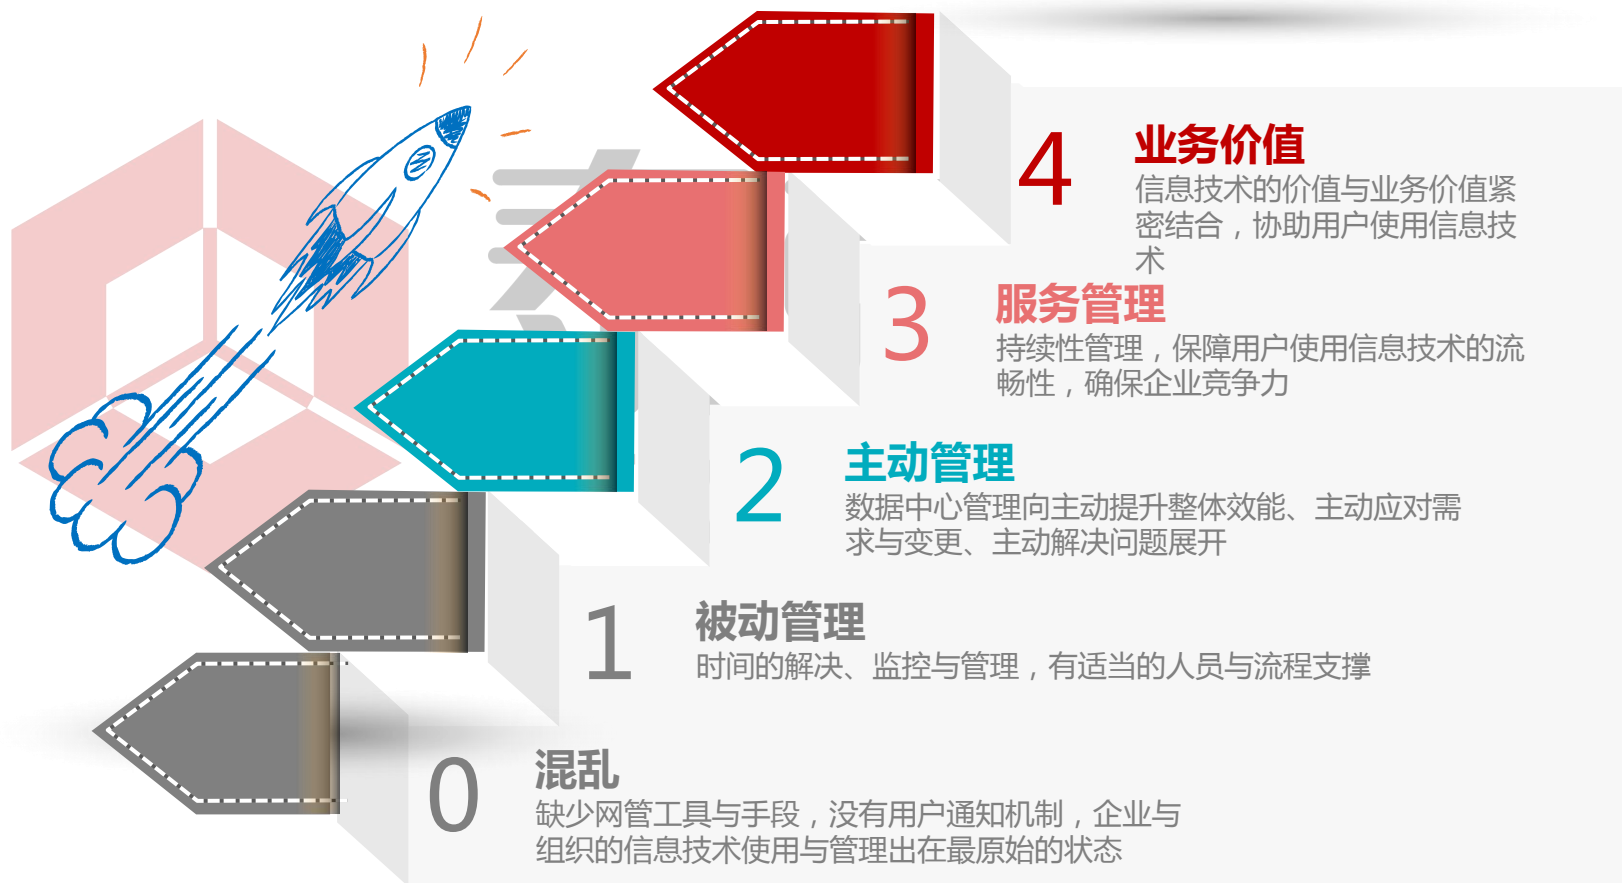 4
业务价值
信息技术的价值与业务价值紧
密结合，协助用户使用信息技
术
3
服务管理
持续性管理，保障用户使用信息技术的流
畅性，确保企业竞争力
2
主动管理
数据中心管理向主动提升整体效能、主动应对需
求与变更、主动解决问题展开
1
被动管理
时间的解决、监控与管理，有适当的人员与流程支撑
0
混乱
缺少网管工具与手段，没有用户通知机制，企业与
组织的信息技术使用与管理出在最原始的状态